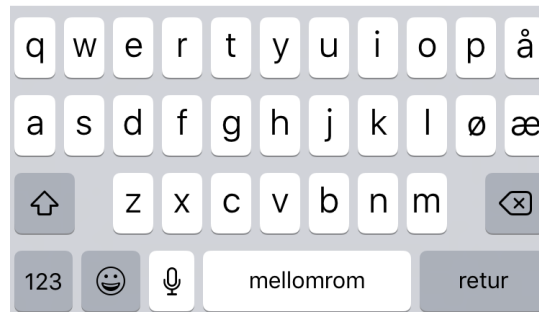 q w e r t y u i o p å
a s d f g h j k l ø æ
z x c v b n m
123 mellomrom retur